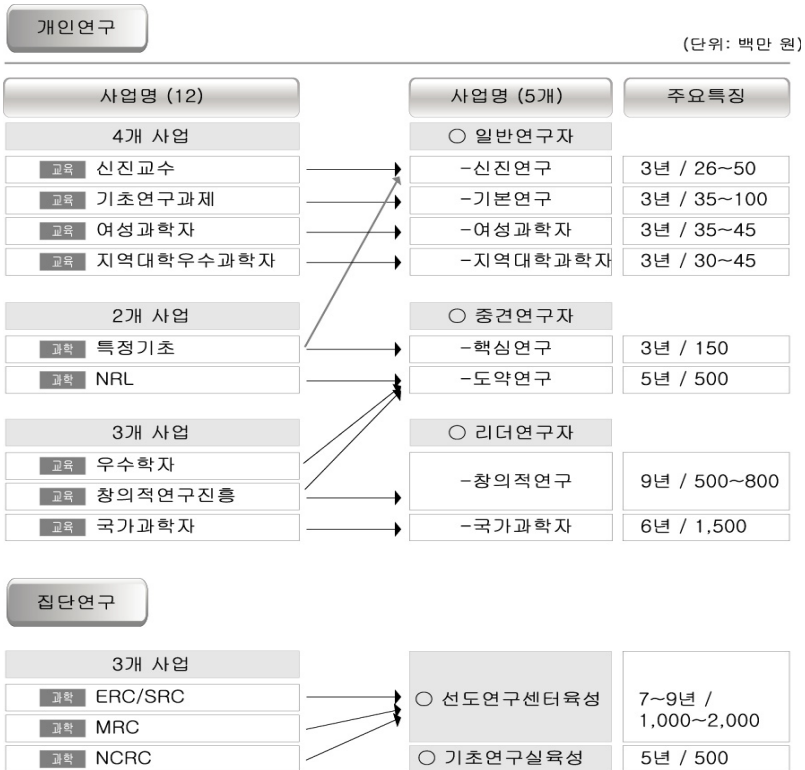 개인연구
(단위: 백만 원)
사업명 (12) 사업명 (5개) 주요특징
4개 사업 ○ 일반연구자
교육 신진교수 -신진연구 3년 / 26~50
교육 기초연구과제 -기본연구 3년 / 35~100
교육 여성과학자 -여성과학자 3년 / 35~45
교육 지역대학우수과학자 -지역대학과학자 3년 / 30~45
2개 사업 ○ 중견연구자
과학 특정기초 -핵심연구 3년 / 150
과학 NRL -도약연구 5년 / 500
3개 사업 ○ 리더연구자
교육 우수학자
-창의적연구 9년 / 500~800
교육 창의적연구진흥
교육 국가과학자 -국가과학자 6년 / 1,500
집단연구
3개 사업
과학 ERC/SRC ○ 선도연구센터육성 7~9년 /
1,000~2,000
과학 MRC
과학 NCRC ○ 기초연구실육성 5년 / 500